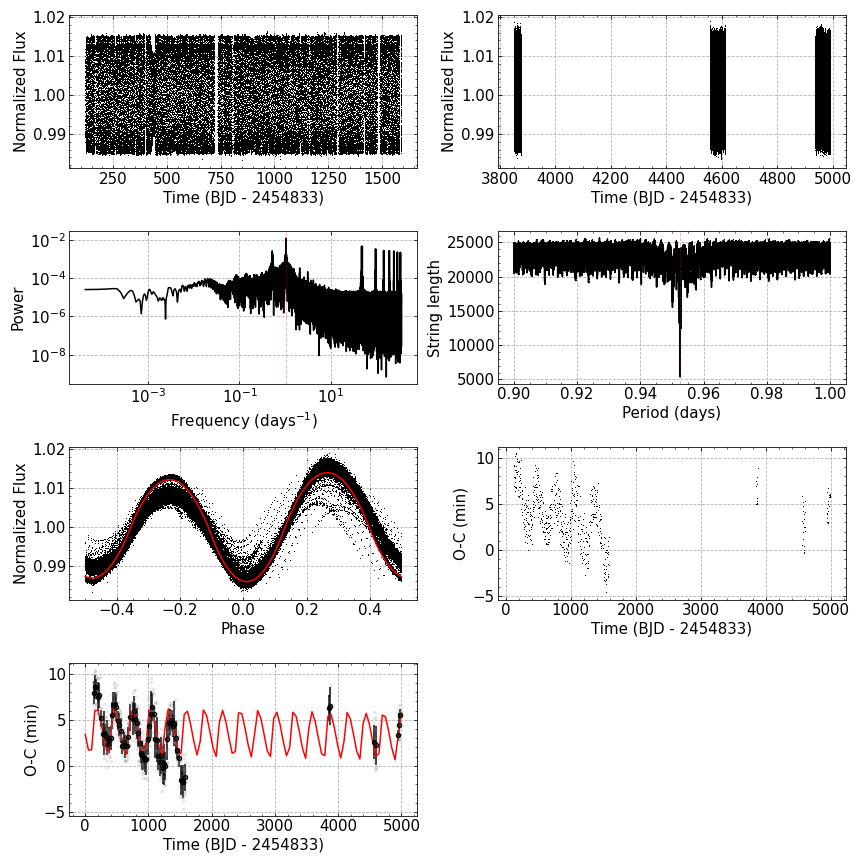 1.02
1.01
1.00
0.99
Normalized Flux
250 500 750 1000 1250 1500
Time (BJD - 2454833)
1.02
1.01
1.00
0.99
Normalized Flux
3800 4000 4200 4400 4600 4800 5000
Time (BJD - 2454833)
10⁻²
10⁻⁴
10⁻⁶
10⁻⁸
Power
10⁻³ 10⁻¹ 10¹
Frequency (days⁻¹)
25000
20000
15000
10000
5000
String length
0.90 0.92 0.94 0.96 0.98 1.00
Period (days)
1.02
1.01
1.00
0.99
Normalized Flux
−0.4 −0.2 0.0 0.2 0.4
Phase
10
5
0
−5
O-C (min)
0 1000 2000 3000 4000 5000
Time (BJD - 2454833)
10
5
0
−5
O-C (min)
0 1000 2000 3000 4000 5000
Time (BJD - 2454833)